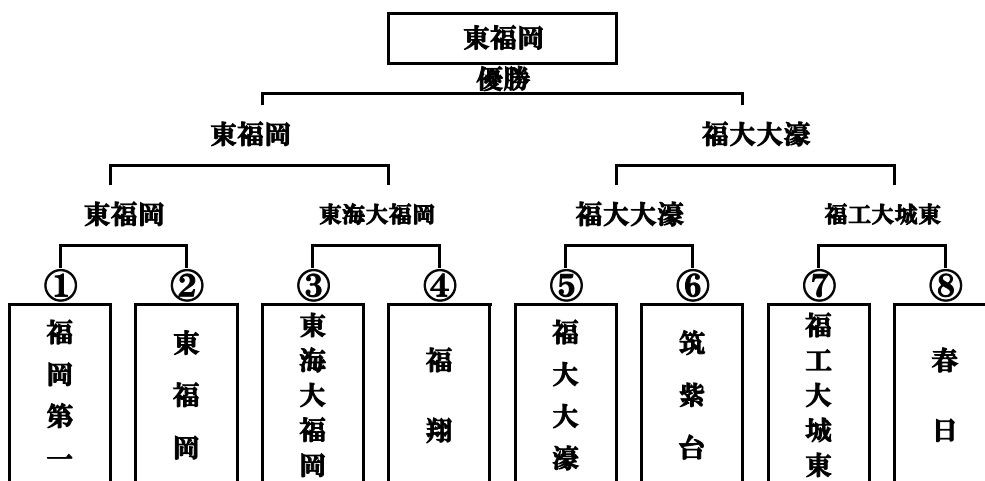 東福岡
優勝
東福岡
福大大濠
東福岡
東海大福岡
福大大濠
福工大城東
①
②
③
④
⑤
⑥
⑦
⑧
福岡第一
東福岡
東海大福岡
福翔
福大大濠
筑紫台
福工大城東
春日